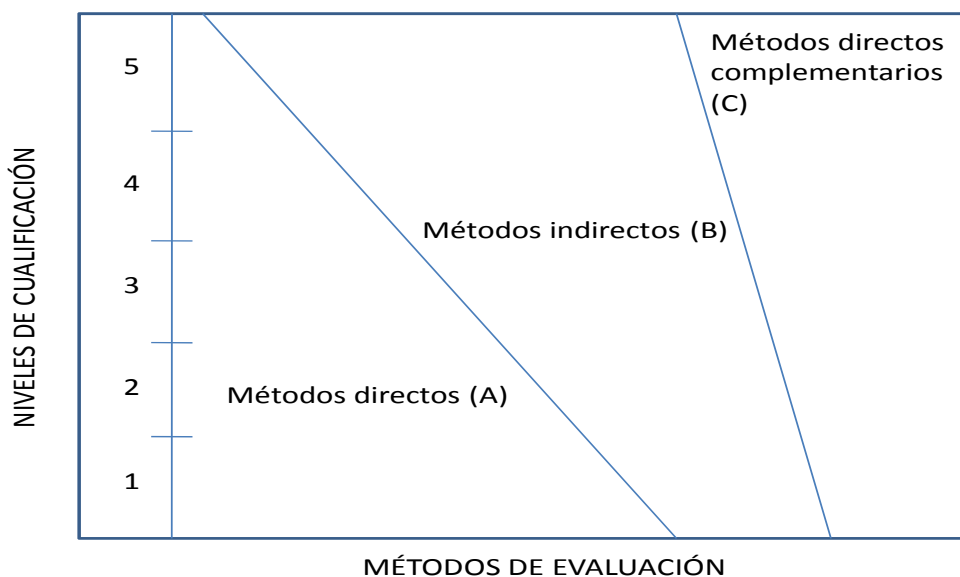 NIVELES DE CUALIFICACIÓN
5
4
3
2
1
Métodos directos
complementarios
(C)
Métodos indirectos (B)
Métodos directos (A)
MÉTODOS DE EVALUACIÓN